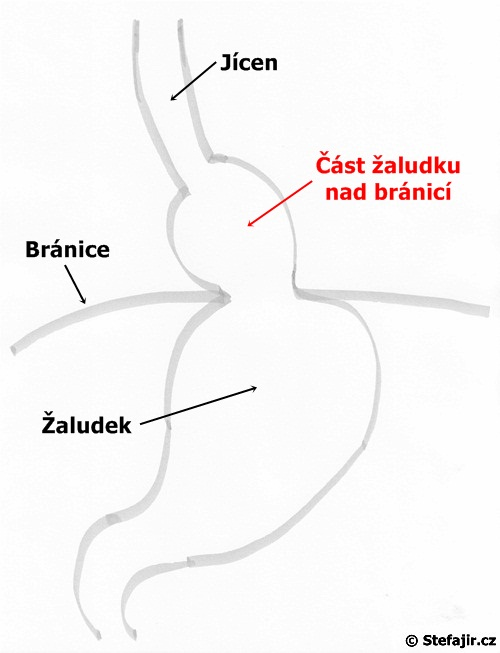 Jícen
Část žaludku
nad bránicí
Bránice
Žaludek
© Stefajir.cz